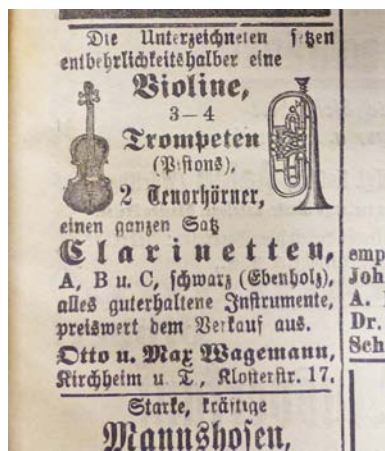 Die Unterzeichneten setzen
entbehrlichkeitshalber eine
Violine,
3–4
Trompeten
(Pistons),
2 Tenorhörner,
einen ganzen Satz
Clarinetten,
A, B u. C, schwarz (Ebenholz),
alles guterhaltene Instrumente,
preiswert dem Verkauf aus.
Otto u. Max Wagemann,
Kirchheim u. T., Klosterstr. 17.
Starke, kräftige
Mannshosen,
emp
Joh
A.
Dr.
Sch